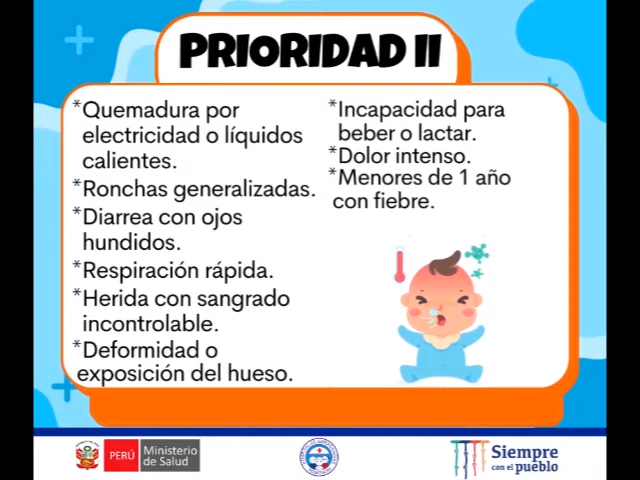 PRIORIDAD II
*Quemadura por
electricidad o líquidos
calientes.
*Ronchas generalizadas.
*Diarrea con ojos
hundidos.
*Respiración rápida.
*Herida con sangrado
incontrolable.
*Deformidad o
exposición del hueso.
*Incapacidad para
beber o lactar.
*Dolor intenso.
*Menores de 1 año
con fiebre.
PERÚ
Ministerio
de Salud
Siempre
con el pueblo